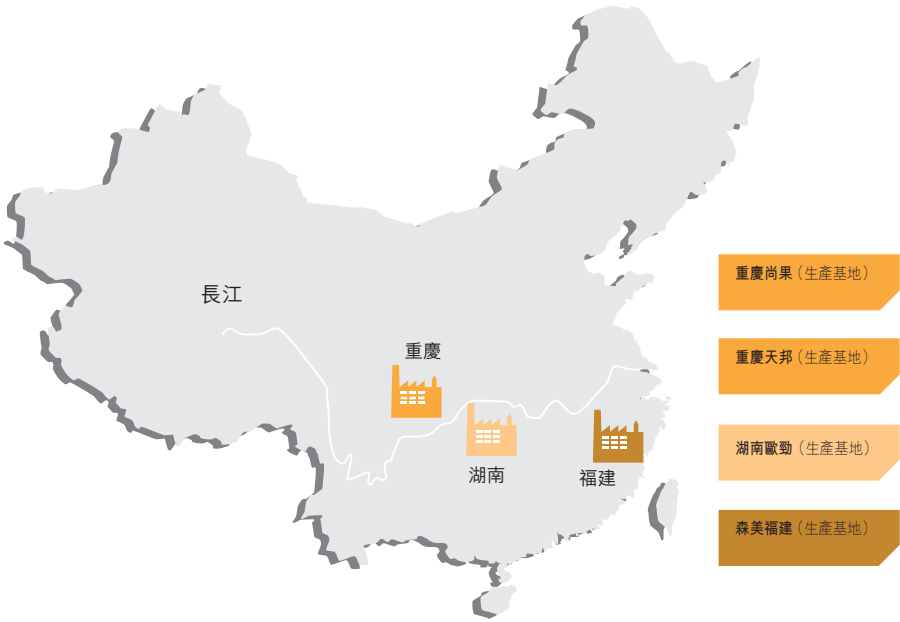 長江
重慶
湖南
福建
重慶尚果（生產基地）
重慶天邦（生產基地）
湖南歐勁（生產基地）
森美福建（生產基地）